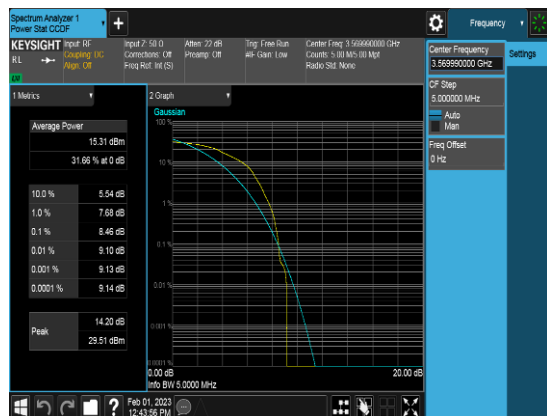 Spectrum Analyzer 1
Power Stat CCDF
+
Frequency
KEYSIGHT
RL
Input: RF
Coupling: DC
Align: Off
Input Z: 50 Ω
Corrections: Off
Freq Ref: Int (S)
Atten: 22 dB
Preamp: Off
Trig: Free Run
#IF Gain: Low
Center Freq: 3.569990000 GHz
Counts: 5.00 M/5.00 Mpt
Radio Std: None
Center Frequency
3.569990000 GHz
Settings
CF Step
5.000000 MHz
Auto
Man
Freq Offset
0 Hz
1 Metrics
2 Graph
Gaussian
Average Power
15.31 dBm
31.66 % at 0 dB
10.0 % 5.54 dB
1.0 % 7.68 dB
0.1 % 8.46 dB
0.01 % 9.10 dB
0.001 % 9.13 dB
0.0001 % 9.14 dB
Peak
14.20 dB
29.51 dBm
100 %
10 %
1 %
0.1 %
0.01 %
0.001 %
0.0001 %
0.00 dB
20.00 dB
Info BW 5.0000 MHz
?
Feb 01, 2023
12:43:56 PM